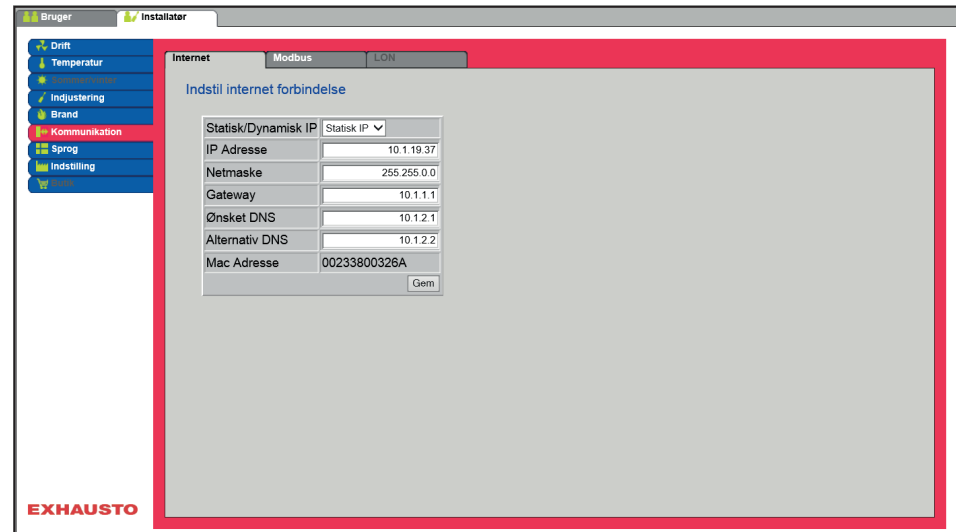 Bruger
Installatør
Drift
Temperatur
Sommer/vinter
Indjustering
Brand
Kommunikation
Sprog
Indstilling
Internet
Modbus
LON
Indstil internet forbindelse
Statisk/Dynamisk IP Statisk IP
IP Adresse 10.1.19.37
Netmaske 255.255.0.0
Gateway 10.1.1.1
Ønsket DNS 10.1.2.1
Alternativ DNS 10.1.2.2
Mac Adresse 00233800326A
Gem
EXHAUSTO